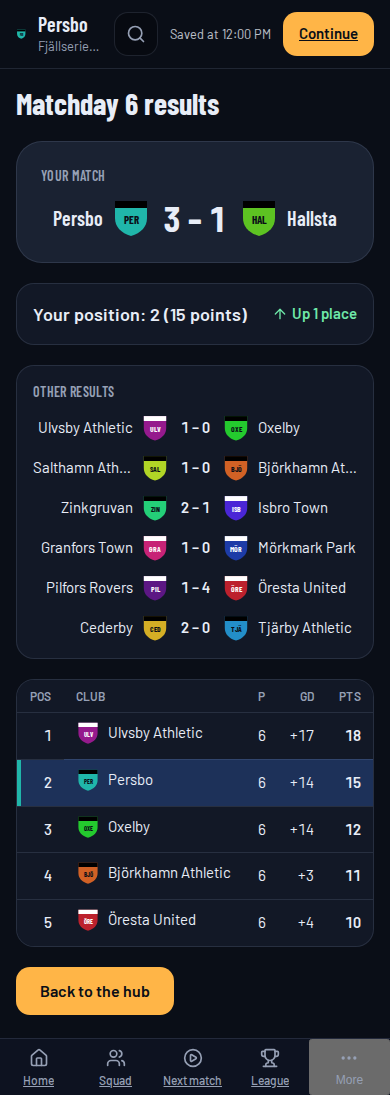 Persbo
Fjällserie...
Saved at 12:00 PM
Continue
Matchday 6 results
YOUR MATCH
Persbo PER 3 – 1 HAL Hallsta
Your position: 2 (15 points) ↑ Up 1 place
OTHER RESULTS
Ulvsby Athletic ULV 1 – 0 OXE Oxelby
Salthamn Ath... SAL 1 – 0 BJÖ Björkhamn At...
Zinkgruvan ZIN 2 – 1 ISB Isbro Town
Granfors Town GRA 1 – 0 MÖR Mörkmark Park
Pilfors Rovers PIL 1 – 4 ÖRE Öresta United
Cederby CED 2 – 0 TJÄ Tjärby Athletic
POS CLUB P GD PTS
1 ULV Ulvsby Athletic 6 +17 18
2 PER Persbo 6 +14 15
3 OXE Oxelby 6 +14 12
4 BJÖ Björkhamn Athletic 6 +3 11
5 ÖRE Öresta United 6 +4 10
Back to the hub
Home Squad Next match League More